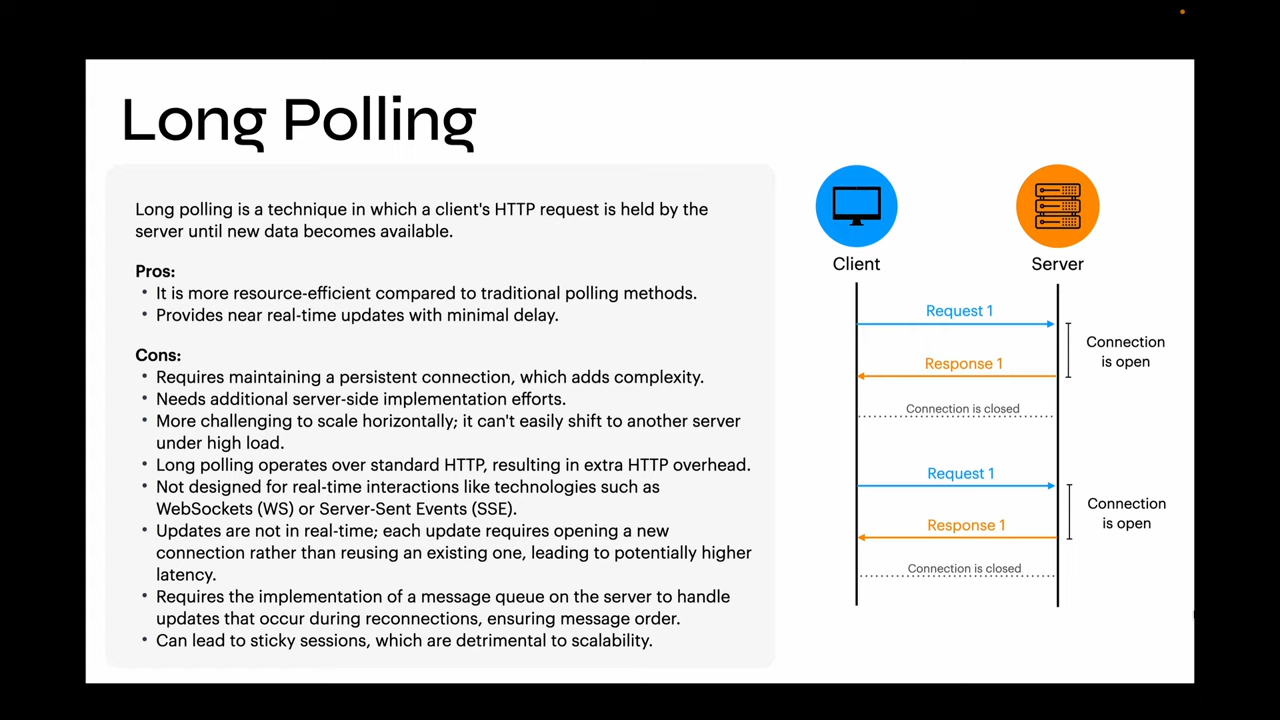 Long Polling
Long polling is a technique in which a client's HTTP request is held by the
server until new data becomes available.
Pros:
• It is more resource-efficient compared to traditional polling methods.
• Provides near real-time updates with minimal delay.
Cons:
• Requires maintaining a persistent connection, which adds complexity.
• Needs additional server-side implementation efforts.
• More challenging to scale horizontally; it can't easily shift to another server
under high load.
• Long polling operates over standard HTTP, resulting in extra HTTP overhead.
• Not designed for real-time interactions like technologies such as
WebSockets (WS) or Server-Sent Events (SSE).
• Updates are not in real-time; each update requires opening a new
connection rather than reusing an existing one, leading to potentially higher
latency.
• Requires the implementation of a message queue on the server to handle
updates that occur during reconnections, ensuring message order.
• Can lead to sticky sessions, which are detrimental to scalability.
Client
Server
Request 1
Connection
is open
Response 1
Connection is closed
Request 1
Connection
is open
Response 1
Connection is closed